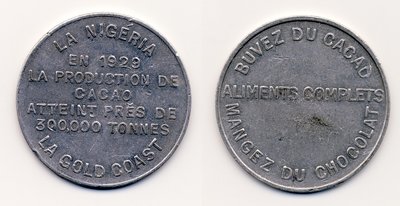 LA NIGÉRIA
EN 1929
LA PRODUCTION DE
CACAO
ATTEINT PRÈS DE
300,000 TONNES
LA GOLD COAST
BUVEZ DU CACAO
ALIMENTS COMPLETS
MANGEZ DU CHOCOLAT